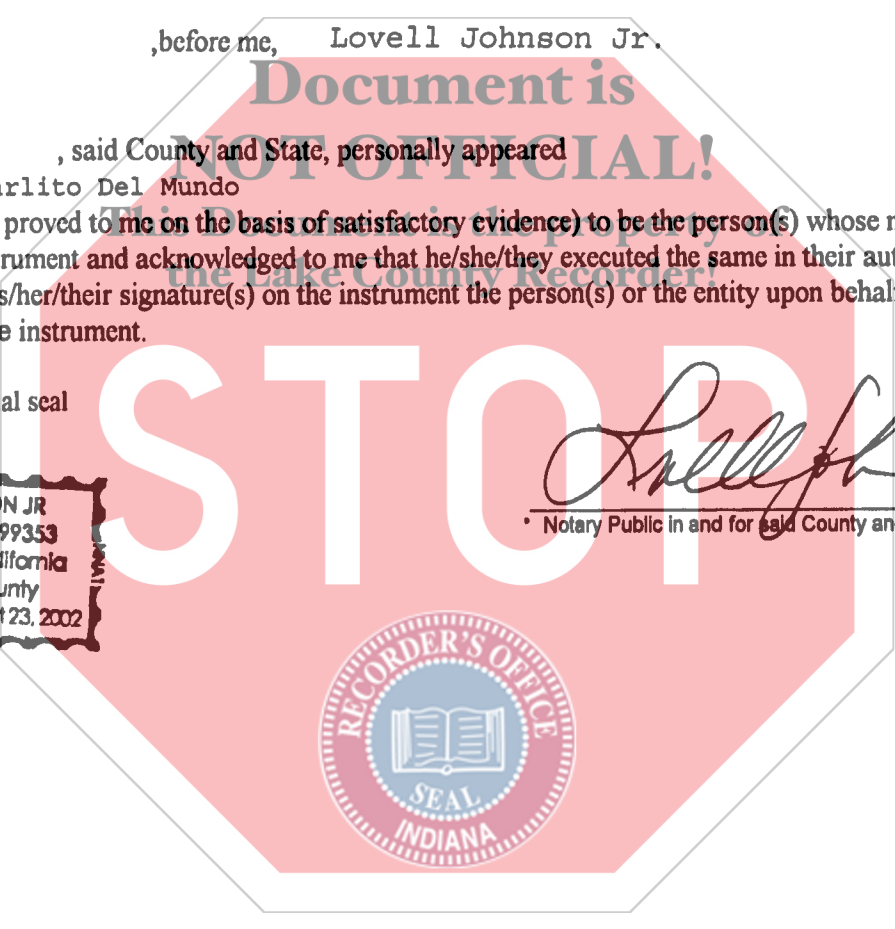 ,before me, Lovell Johnson Jr.
Document is
NOT OFFICIAL!
, said County and State, personally appeared
arlito Del Mundo
This Document is the property of
proved to me on the basis of satisfactory evidence) to be the person(s) whose
the Lake County Recorder!
rument and acknowledged to me that he/she/they executed the same in their aut
s/her/their signature(s) on the instrument the person(s) or the entity upon behal
e instrument.
al seal
STOP
ON JR
99353
lifornia
unty
t 23, 2002
Notary Public in and for said County an
RECORDER'S OFFICE
SEAL
INDIANA